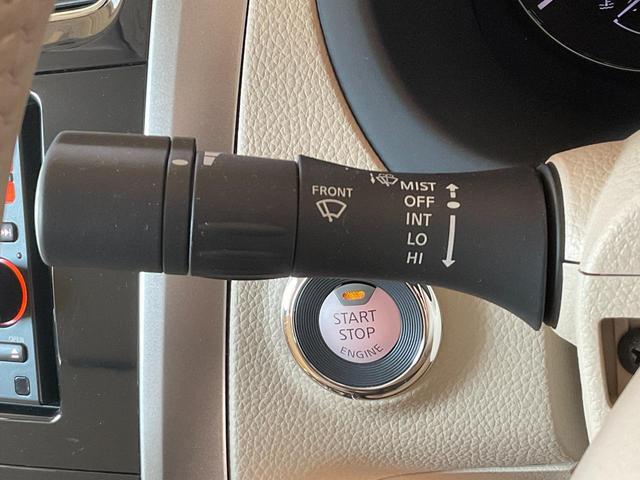 FRONT
MIST
OFF
INT
LO
HI
START
STOP
ENGINE